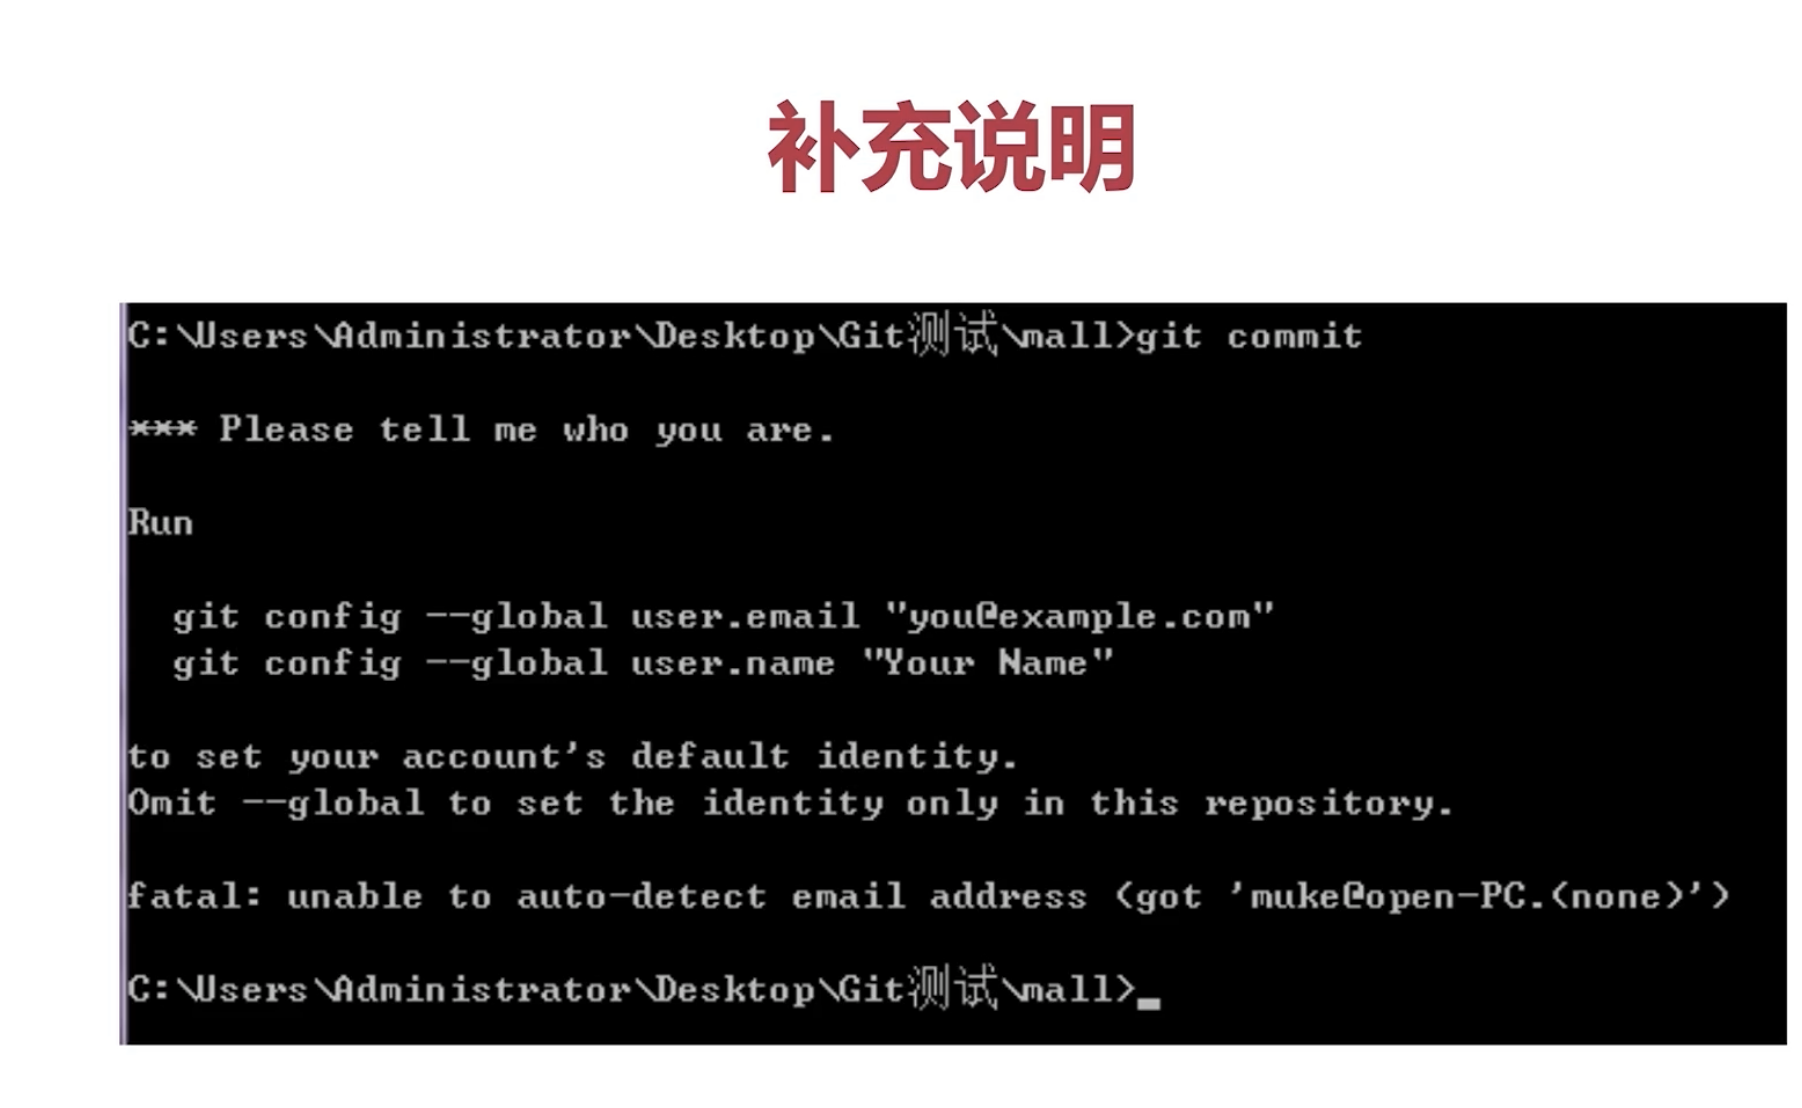 补充说明
C:\Users\Administrator\Desktop\Git测试\mall>git commit
*** Please tell me who you are.
Run
git config --global user.email "you@example.com"
git config --global user.name "Your Name"
to set your account's default identity.
Omit --global to set the identity only in this repository.
fatal: unable to auto-detect email address (got 'muke@open-PC.(none)')
C:\Users\Administrator\Desktop\Git测试\mall>_